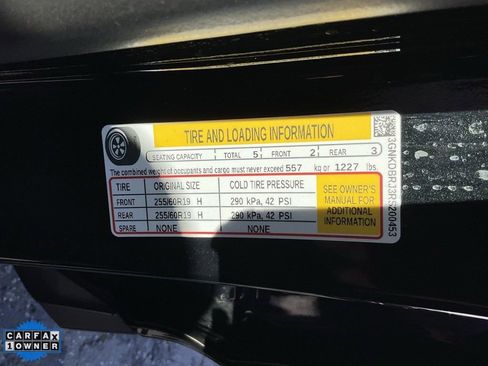 TIRE AND LOADING INFORMATION
SEATING CAPACITY TOTAL 5 FRONT 2 REAR 3
The combined weight of occupants and cargo must never exceed 557 kg or 1227 lbs
TIRE ORIGINAL SIZE COLD TIRE PRESSURE
FRONT 255/60R19 H 290 kPa, 42 PSI
REAR 255/60R19 H 290 kPa, 42 PSI
SPARE NONE NONE
SEE OWNER'S
MANUAL FOR
ADDITIONAL
INFORMATION
CARFAX
1 OWNER